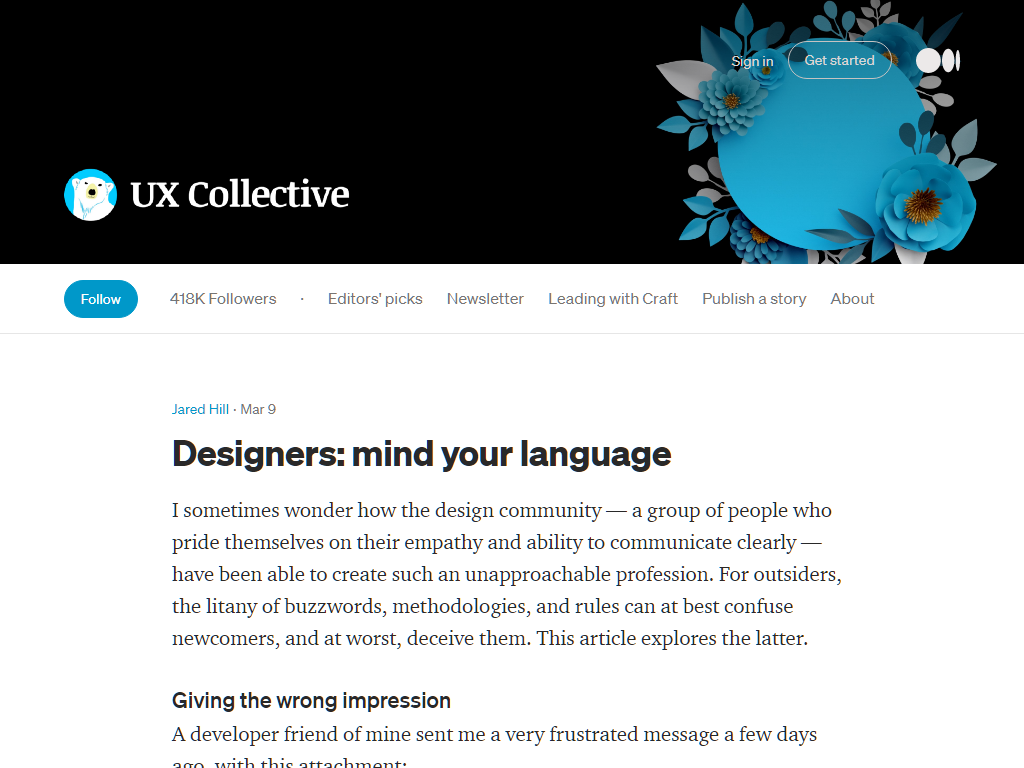 Sign in
Get started
UX Collective
Follow
418K Followers
·
Editors' picks
Newsletter
Leading with Craft
Publish a story
About
Jared Hill · Mar 9
Designers: mind your language
I sometimes wonder how the design community — a group of people who
pride themselves on their empathy and ability to communicate clearly —
have been able to create such an unapproachable profession. For outsiders,
the litany of buzzwords, methodologies, and rules can at best confuse
newcomers, and at worst, deceive them. This article explores the latter.
Giving the wrong impression
A developer friend of mine sent me a very frustrated message a few days
ago, with this attachment: